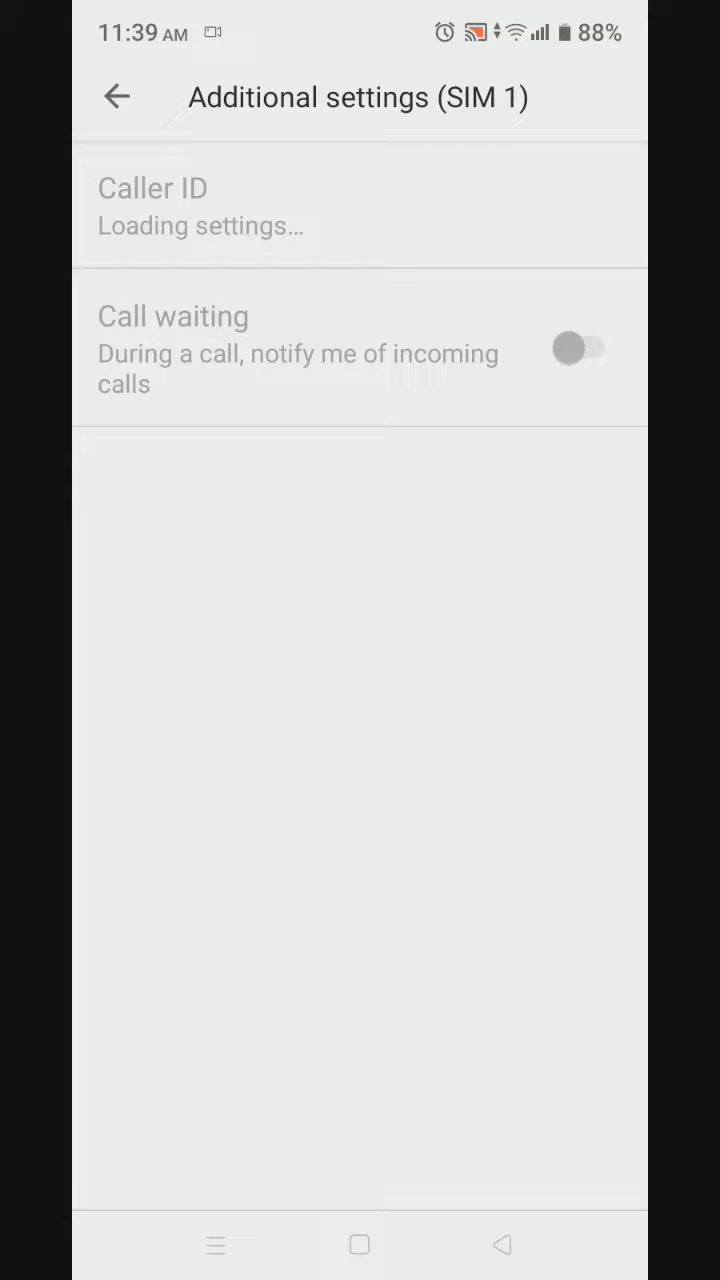 11:39 AM 88%
Additional settings (SIM 1)
Caller ID
Loading settings...
Call waiting
During a call, notify me of incoming
calls